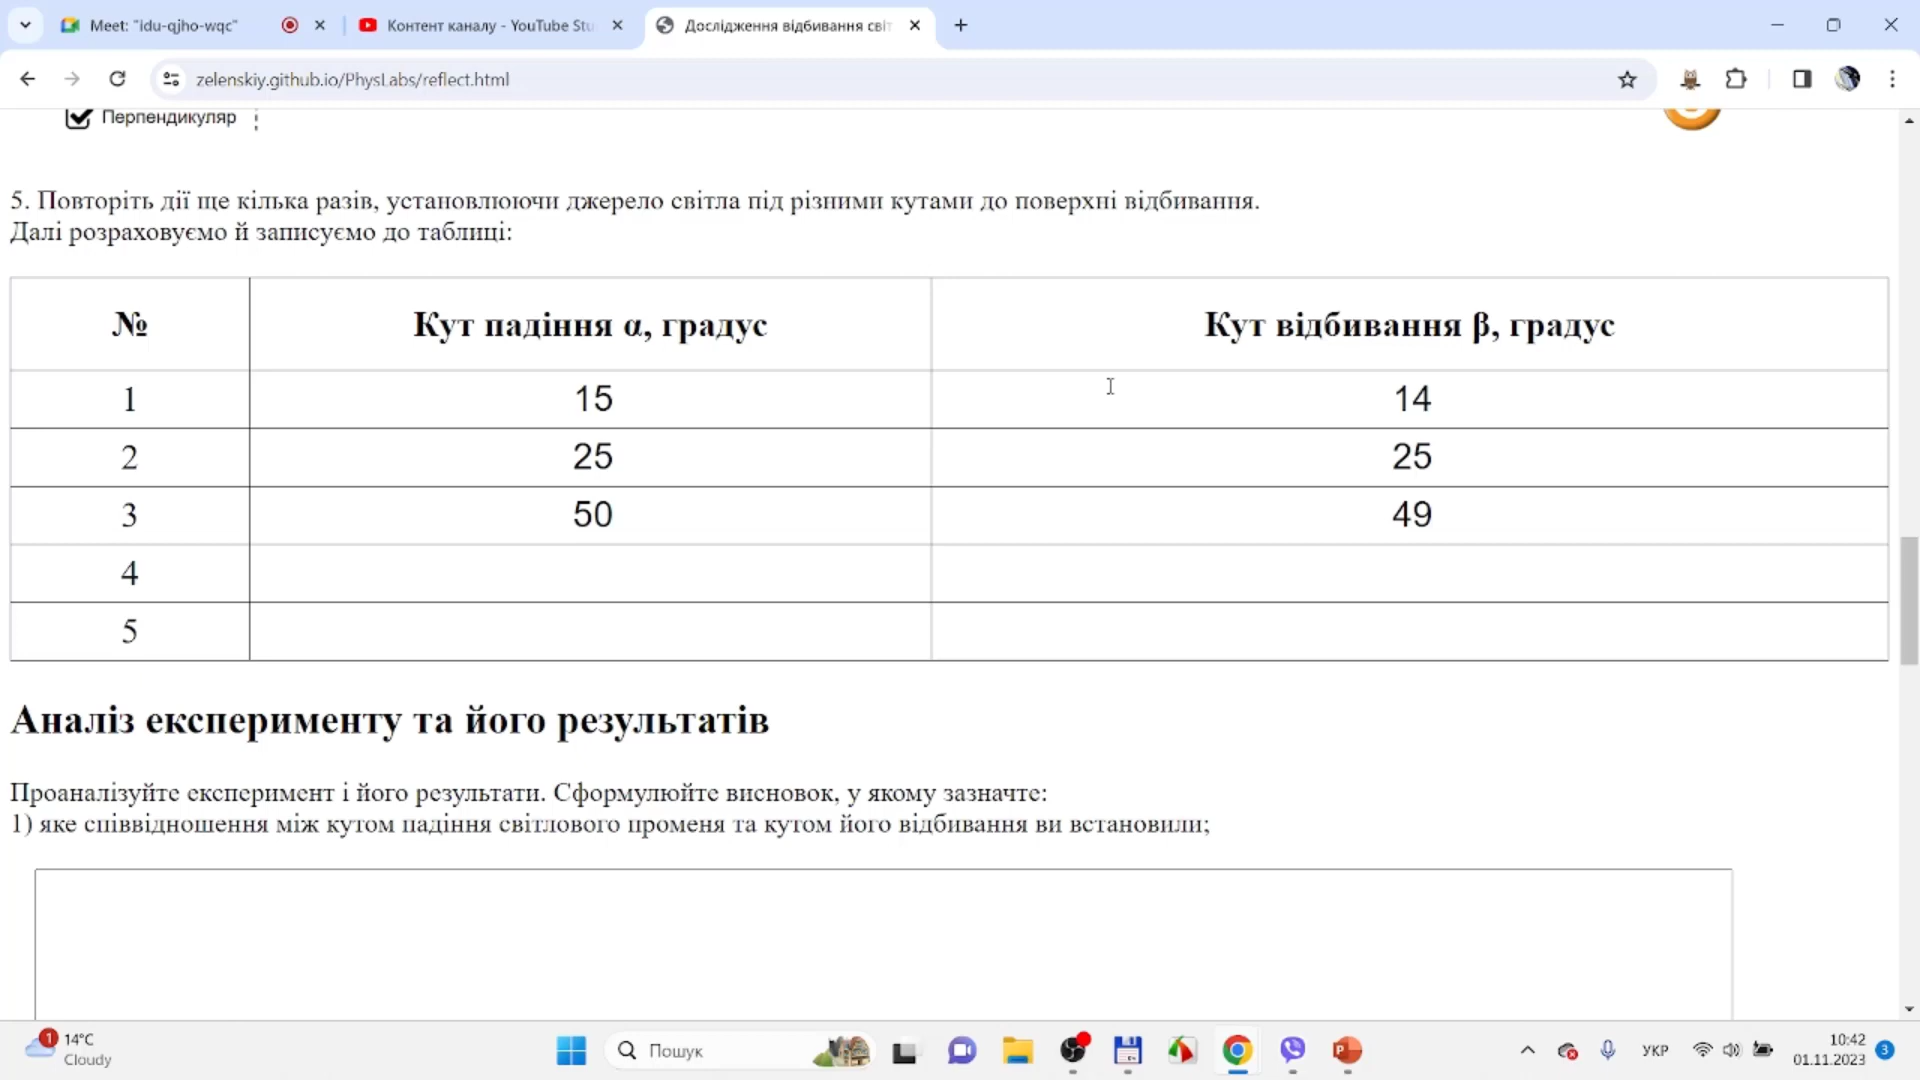 Meet: "idu-qjho-wqc"
Контент каналу - YouTube Stu
Дослідження відбивання світ
zelenskiy.github.io/PhysLabs/reflect.html
Перпендикуляр
5. Повторіть дії ще кілька разів, установлюючи джерело світла під різними кутами до поверхні відбивання.
Далі розраховуємо й записуємо до таблиці:
№ Кут падіння α, градус Кут відбивання β, градус
1 15 14
2 25 25
3 50 49
4
5
Аналіз експерименту та його результатів
Проаналізуйте експеримент і його результати. Сформулюйте висновок, у якому зазначте:
1) яке співвідношення між кутом падіння світлового променя та кутом його відбивання ви встановили;
1
14°C
Cloudy
Пошук
УКР
10:42
01.11.2023
3